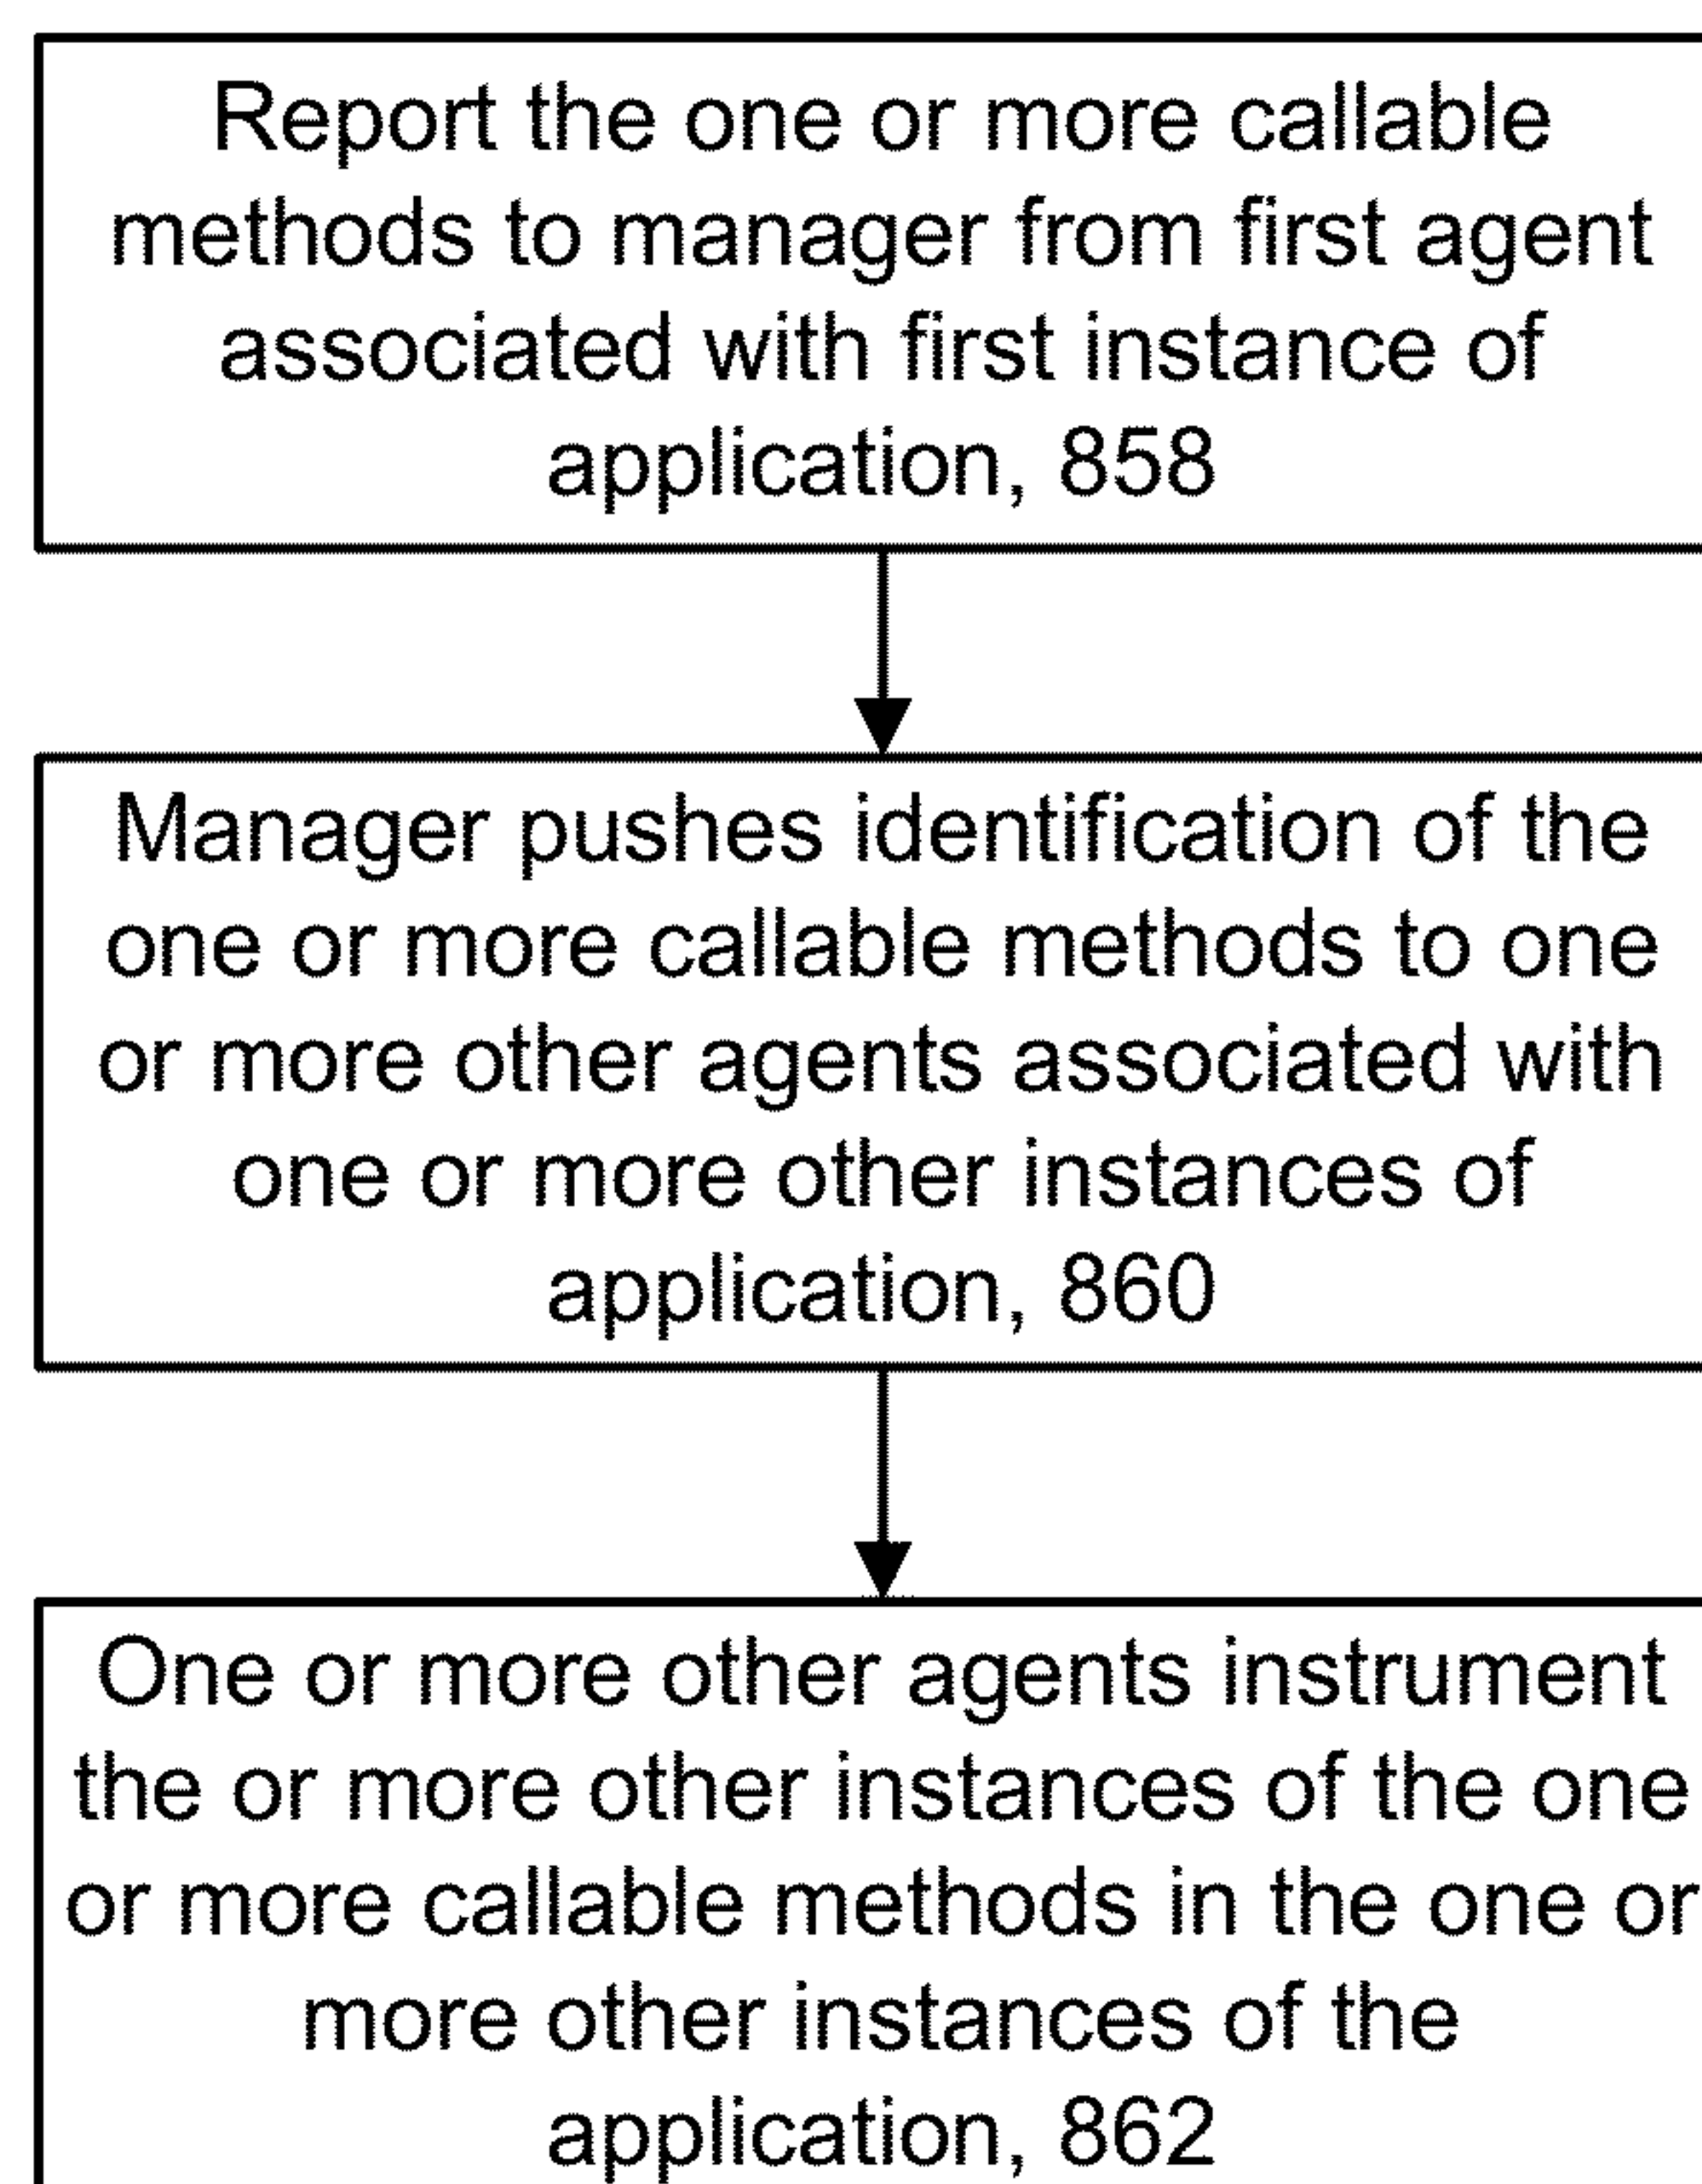 Report the one or more callable
methods to manager from first agent
associated with first instance of
application, 858
Manager pushes identification of the
one or more callable methods to one
or more other agents associated with
one or more other instances of
application, 860
One or more other agents instrument
the or more other instances of the one
or more callable methods in the one or
more other instances of the
application, 862